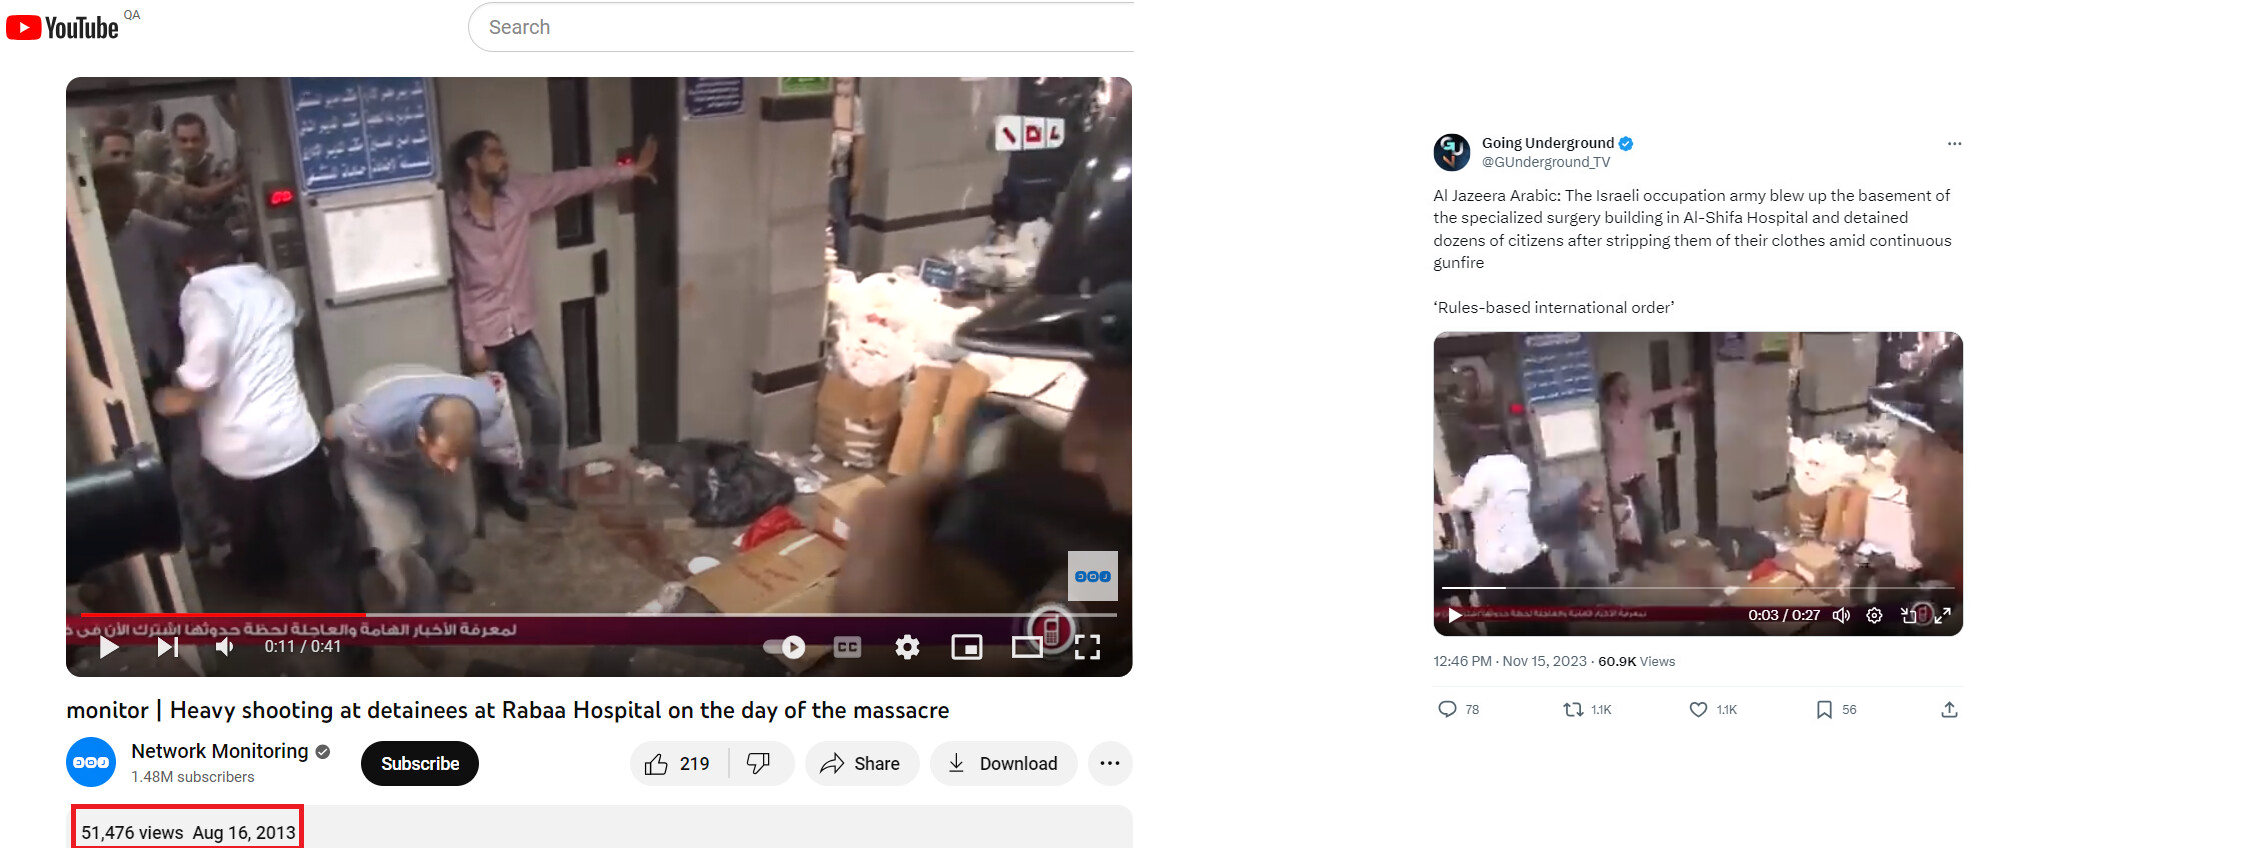 YouTube QA
Search
لمعرفة الأخبار الهامة والعاجلة لحظة حدوثها اشترك الأن فى
0:11 / 0:41
CC
monitor | Heavy shooting at detainees at Rabaa Hospital on the day of the massacre
Network Monitoring
1.48M subscribers
Subscribe
219
Share
Download
51,476 views Aug 16, 2013
Going Underground
@GUnderground_TV
Al Jazeera Arabic: The Israeli occupation army blew up the basement of
the specialized surgery building in Al-Shifa Hospital and detained
dozens of citizens after stripping them of their clothes amid continuous
gunfire
‘Rules-based international order’
0:03 / 0:27
12:46 PM · Nov 15, 2023 · 60.9K Views
78
1.1K
1.1K
56